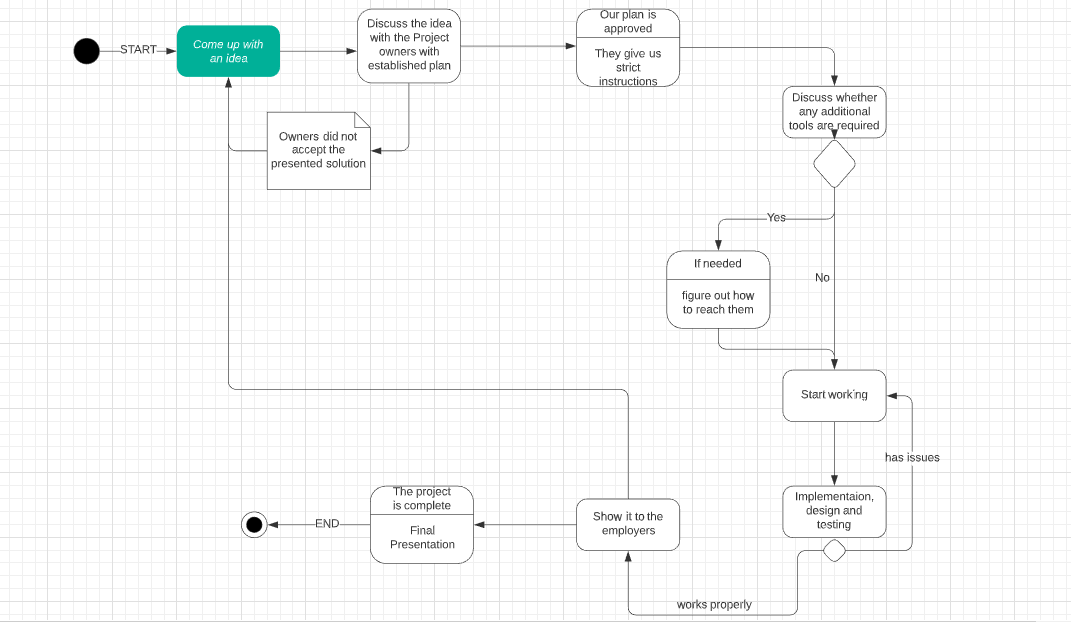 START
Come up with
an idea
Discuss the idea
with the Project
owners with
established plan
Our plan is
approved
They give us
strict
instructions
Discuss whether
any additional
tools are required
Owners did not
accept the
presented solution
Yes
If needed
figure out how
to reach them
No
Start working
has issues
Implementaion,
design and
testing
works properly
Show it to the
employers
The project
is complete
Final
Presentation
END